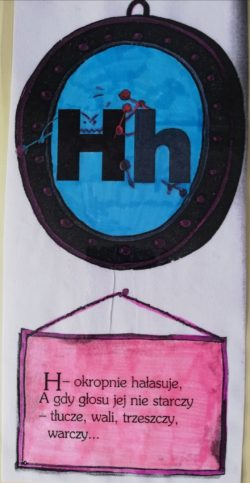 Hh
H– okropnie hałasuje,
A gdy głosu jej nie starczy
– tłucze, wali, trzeszczy,
warczy...